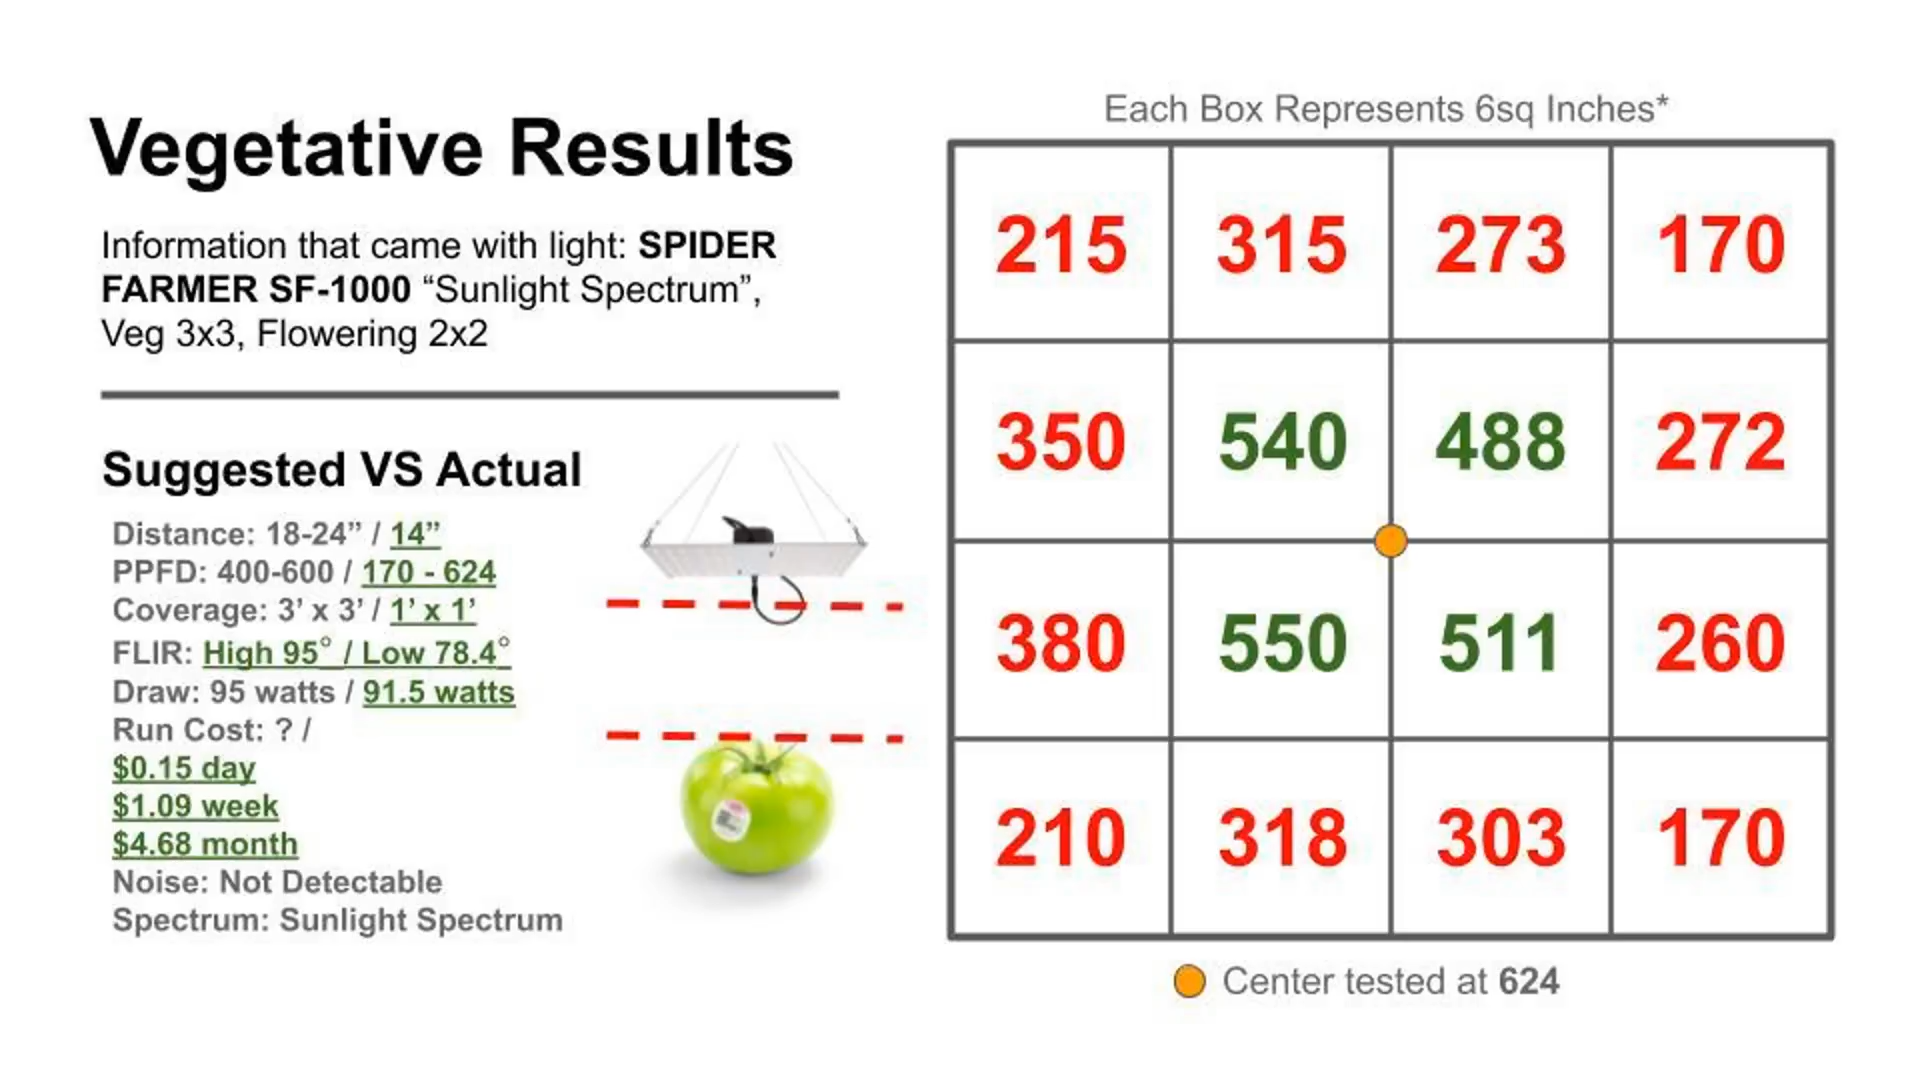 Vegetative Results
Information that came with light: SPIDER
FARMER SF-1000 “Sunlight Spectrum”,
Veg 3x3, Flowering 2x2
Suggested VS Actual
Distance: 18-24” / 14”
PPFD: 400-600 / 170 - 624
Coverage: 3’ x 3’ / 1’ x 1’
FLIR: High 95° / Low 78.4°
Draw: 95 watts / 91.5 watts
Run Cost: ? /
$0.15 day
$1.09 week
$4.68 month
Noise: Not Detectable
Spectrum: Sunlight Spectrum
Each Box Represents 6sq Inches*
215 315 273 170
350 540 488 272
380 550 511 260
210 318 303 170
Center tested at 624